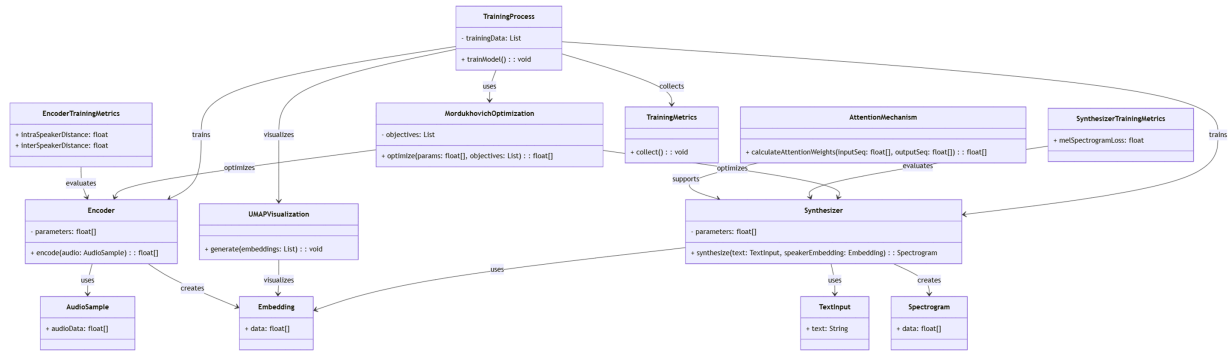 TrainingProcess
- trainingData: List
+ trainModel() : : void
uses
collects
EncoderTrainingMetrics
+ IntraSpeakerDistance: float
+ InterSpeakerDistance: float
trains
visualizes
MordukhovichOptimization
- objectives: List
+ optimize(params: float[], objectives: List) : : float[]
TrainingMetrics
+ collect() : : void
AttentionMechanism
+ calculateAttentionWeights(inputSeq: float[], outputSeq: float[]) : : float[]
SynthesizerTrainingMetrics
+ melSpectrogramLoss: float
trains
evaluates
optimizes
supports
optimizes
evaluates
Encoder
- parameters: float[]
+ encode(audio: AudioSample) : : float[]
UMAPVisualization
+ generate(embeddings: List) : : void
Synthesizer
- parameters: float[]
+ synthesize(text: TextInput, speakerEmbedding: Embedding) : : Spectrogram
uses
creates
visualizes
uses
uses
creates
AudioSample
+ audioData: float[]
Embedding
+ data: float[]
TextInput
+ text: String
Spectrogram
+ data: float[]